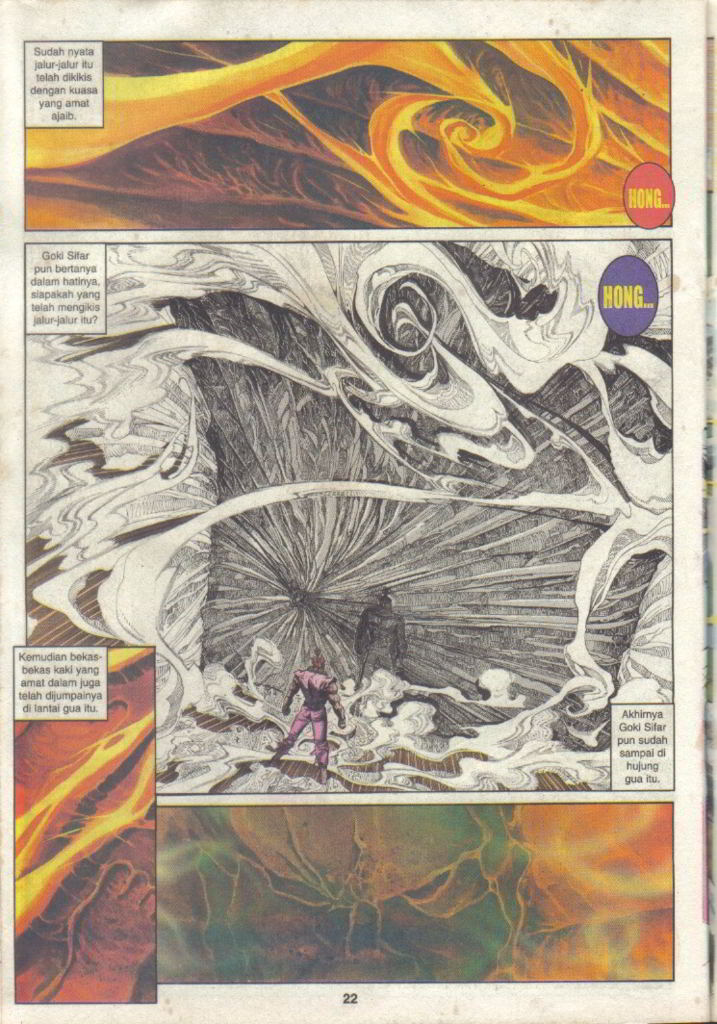 Sudah nyata
jalur-jalur itu
telah dikikis
dengan kuasa
yang amat
ajaib.
HONG...
Goki Sifar
pun bertanya
dalam hatinya,
siapakah yang
telah mengikis
jalur-jalur itu?
HONG...
Kemudian bekas-
bekas kaki yang
amat dalam juga
telah dijumpainya
di lantai gua itu.
Akhirnya
Goki Sifar
pun sudah
sampai di
hujung
gua itu.
22